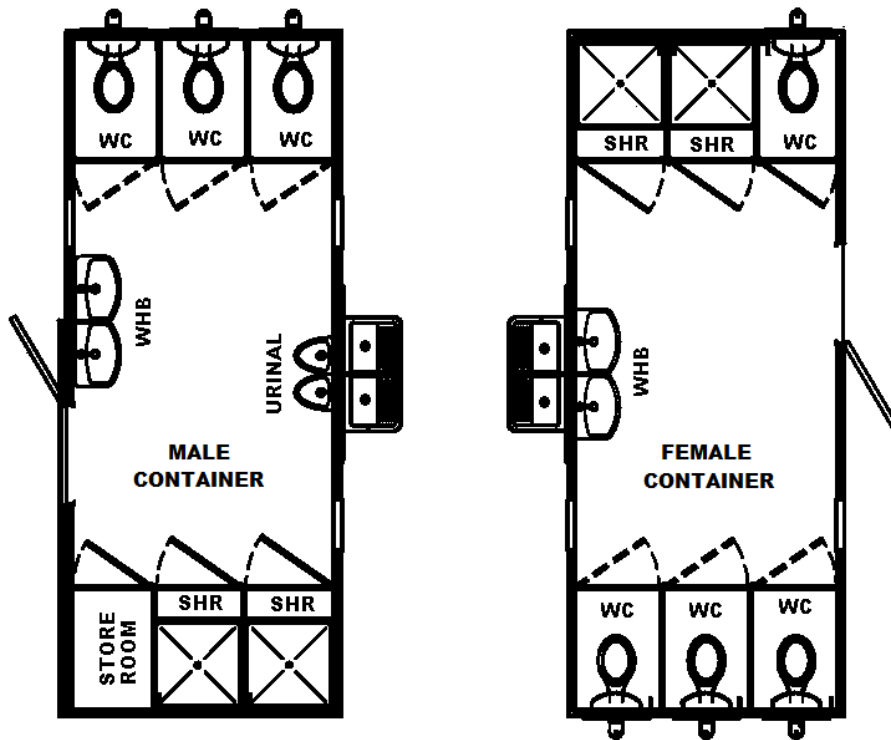 WC
WC
WC
WHB
URINAL
MALE
CONTAINER
SHR
SHR
STORE
ROOM
SHR
SHR
WC
WHB
FEMALE
CONTAINER
WC
WC
WC